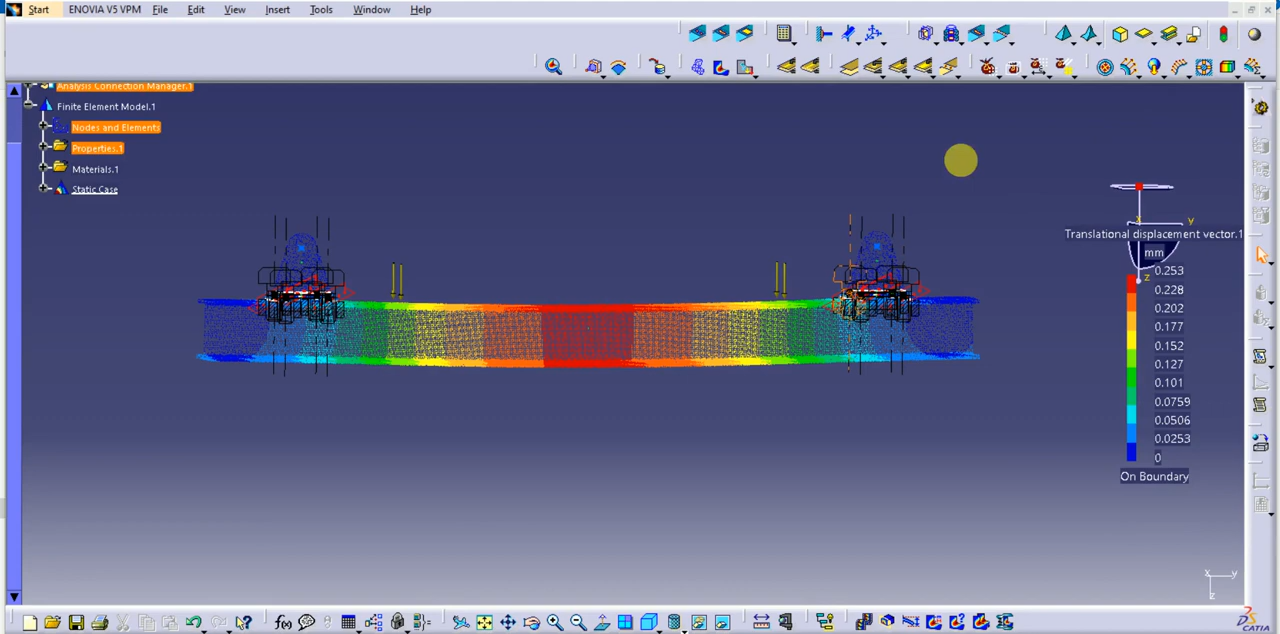 Start ENOVIA V5 VPM File Edit View Insert Tools Window Help
Analysis Connection Manager.1
Finite Element Model.1
Nodes and Elements
Properties.1
Materials.1
Static Case
x y
Translational displacement vector.1
mm
z
0.253
0.228
0.202
0.177
0.152
0.127
0.101
0.0759
0.0506
0.0253
0
On Boundary
x y
z
f(x)
CATIA